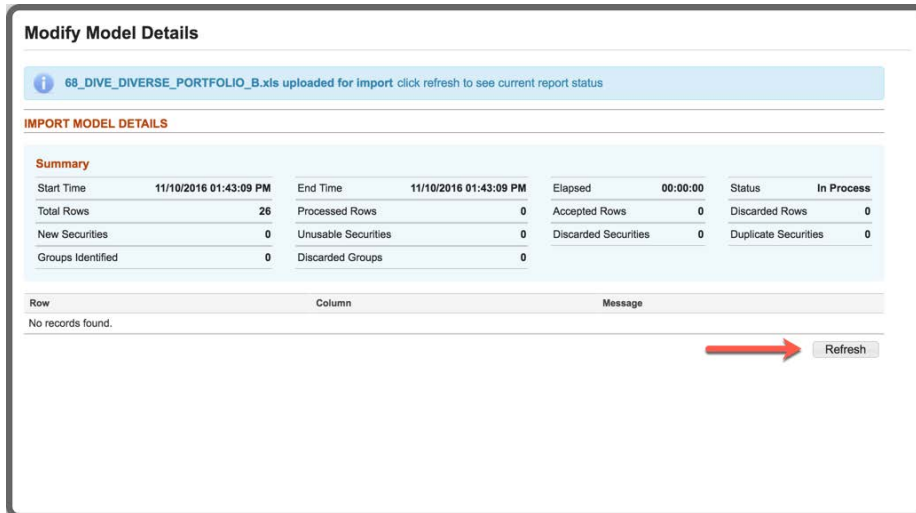 Modify Model Details
68_DIVE_DIVERSE_PORTFOLIO_B.xls uploaded for import click refresh to see current report status
IMPORT MODEL DETAILS
Summary
Start Time 11/10/2016 01:43:09 PM End Time 11/10/2016 01:43:09 PM Elapsed 00:00:00 Status In Process
Total Rows 26 Processed Rows 0 Accepted Rows 0 Discarded Rows 0
New Securities 0 Unusable Securities 0 Discarded Securities 0 Duplicate Securities 0
Groups Identified 0 Discarded Groups 0
Row Column Message
No records found.
Refresh